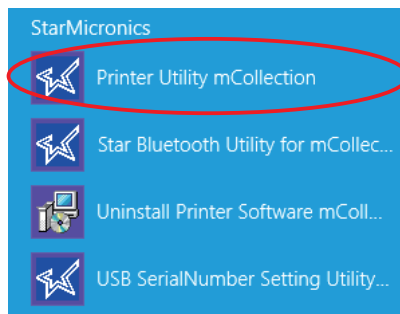 StarMicronics
Printer Utility mCollection
Star Bluetooth Utility for mCollec...
Uninstall Printer Software mColl...
USB SerialNumber Setting Utility...